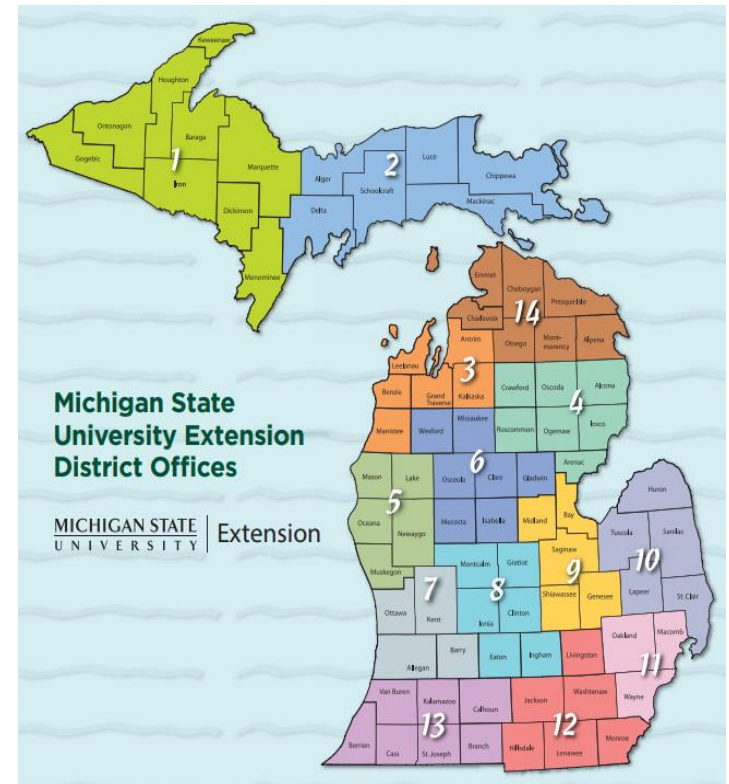 Keweenaw
Houghton
Ontonagon
Baraga
Gogebic
1
Marquette
Iron
Dickinson
Menominee
Alger
2
Luce
Schoolcraft
Chippewa
Delta
Mackinac
Emmet
Cheboygan
Presque Isle
14
Charlevoix
Otsego
Mont-
morency
Alpena
Antrim
Leelanau
3
Benzie
Grand
Traverse
Kalkaska
Crawford
Oscoda
Alcona
4
Manistee
Wexford
Missaukee
Roscommon
Ogemaw
Iosco
Michigan State
University Extension
District Offices
MICHIGAN STATE
UNIVERSITY
Extension
Mason
Lake
6
Osceola
Clare
Gladwin
Arenac
5
Oceana
Newaygo
Mecosta
Isabella
Midland
Bay
Huron
Tuscola
Sanilac
10
Muskegon
Montcalm
Gratiot
Saginaw
9
7
8
Ottawa
Kent
Ionia
Clinton
Shiawassee
Genesee
Lapeer
St. Clair
Allegan
Barry
Eaton
Ingham
Livingston
Oakland
Macomb
11
Van Buren
Kalamazoo
Calhoun
Jackson
Washtenaw
Wayne
13
12
Berrien
Cass
St. Joseph
Branch
Hillsdale
Lenawee
Monroe